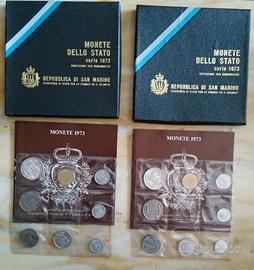 MONETE
DELLO STATO
serie 1973
CONFEZIONE PER NUMISMATICI
REPUBBLICA DI SAN MARINO
MONETE
DELLO STATO
serie 1973
CONFEZIONE PER NUMISMATICI
REPUBBLICA DI SAN MARINO
MONETE 1973
MONETE 1973
subito